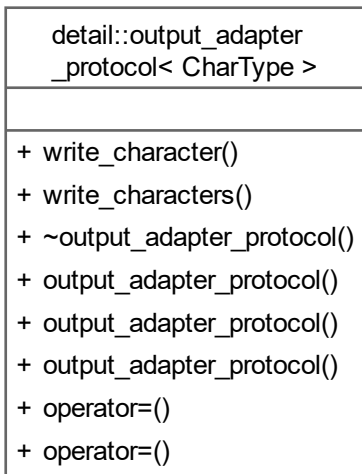 detail::output_adapter
_protocol< CharType >
+ write_character()
+ write_characters()
+ ~output_adapter_protocol()
+ output_adapter_protocol()
+ output_adapter_protocol()
+ output_adapter_protocol()
+ operator=()
+ operator=()